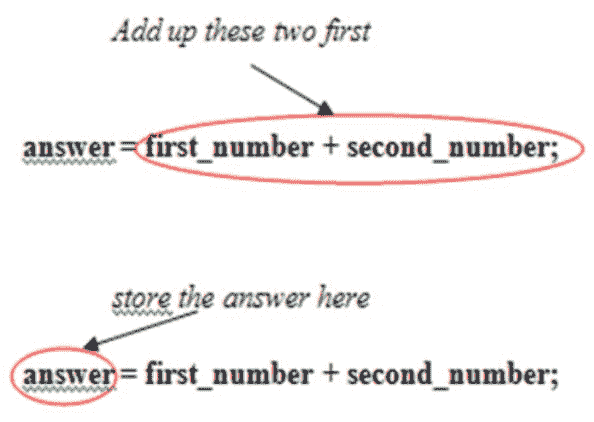 Add up these two first
answer = first_number + second_number;
store the answer here
answer = first_number + second_number;